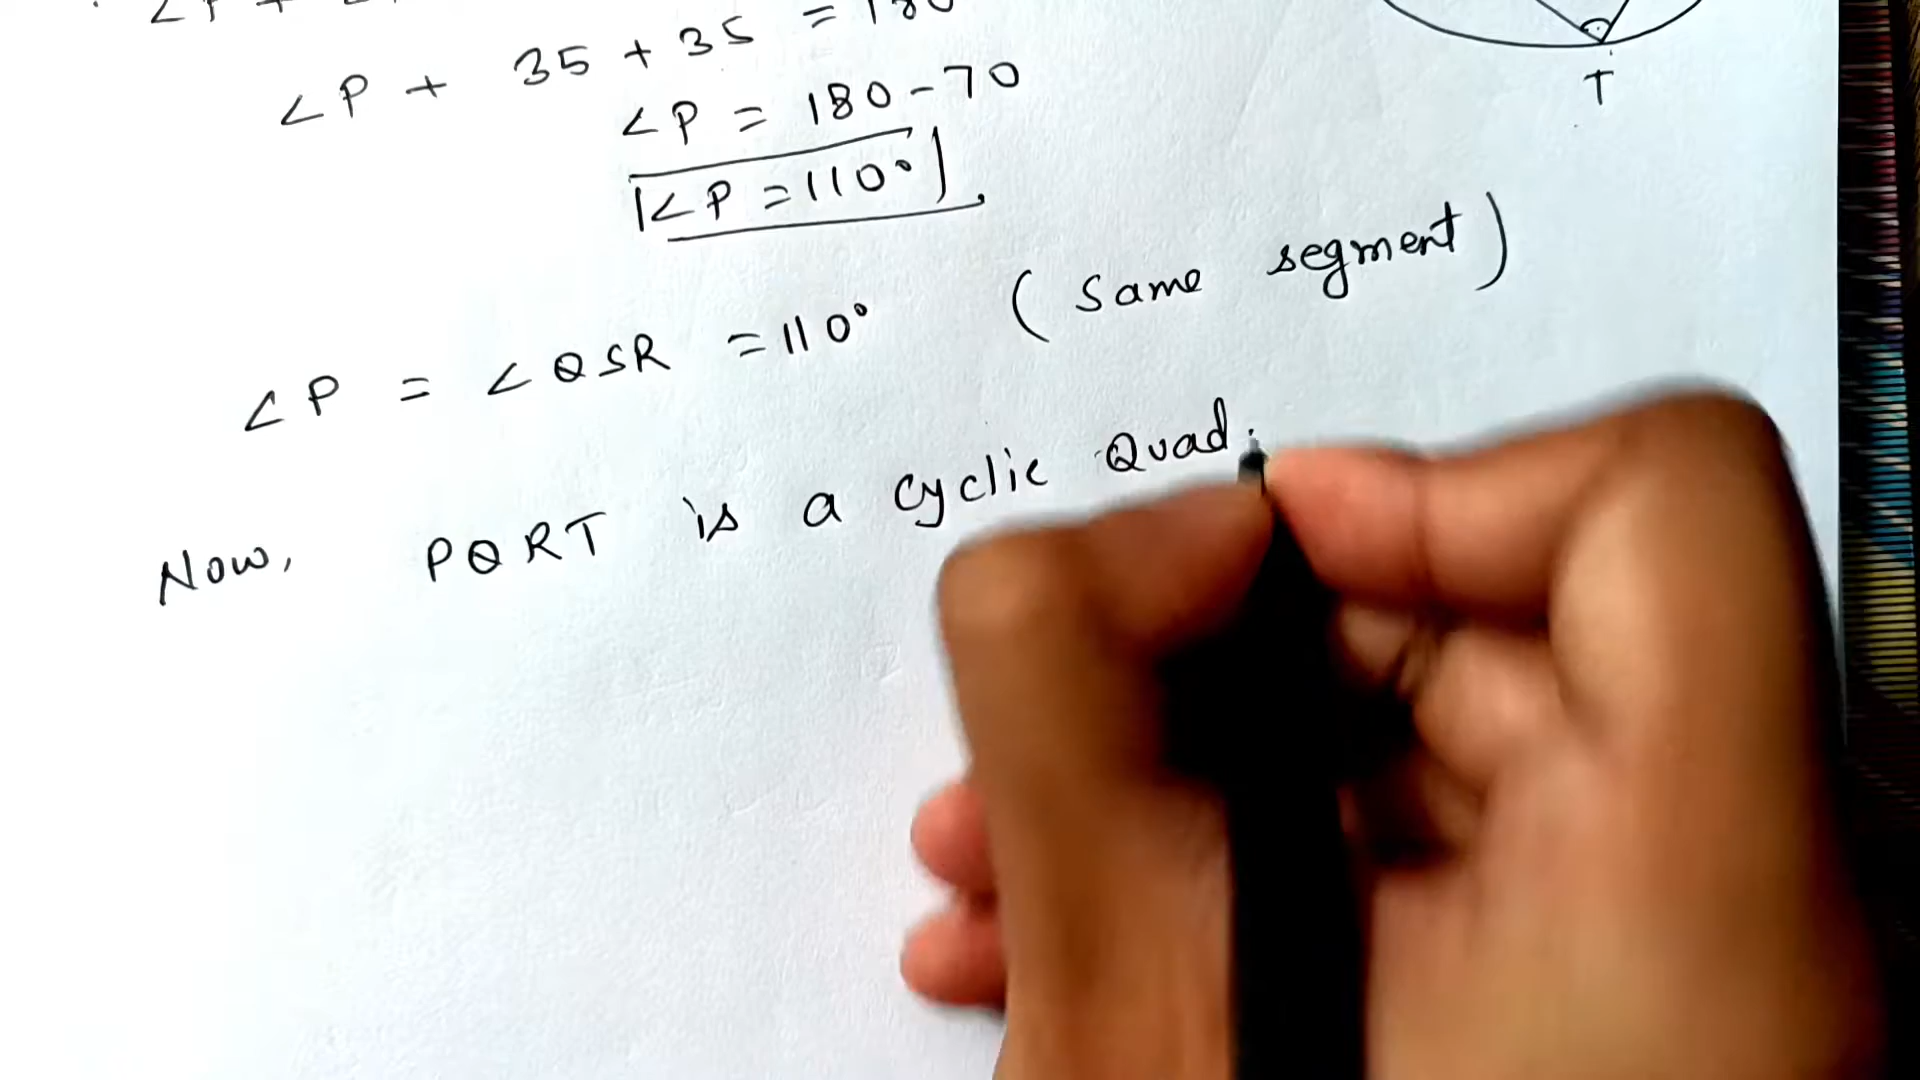 ∠P + 35 + 35 = 180
∠P = 180 - 70
∠P = 110°
T
∠P = ∠QSR = 110° (same segment)
Now, PQRT is a cyclic Quad.